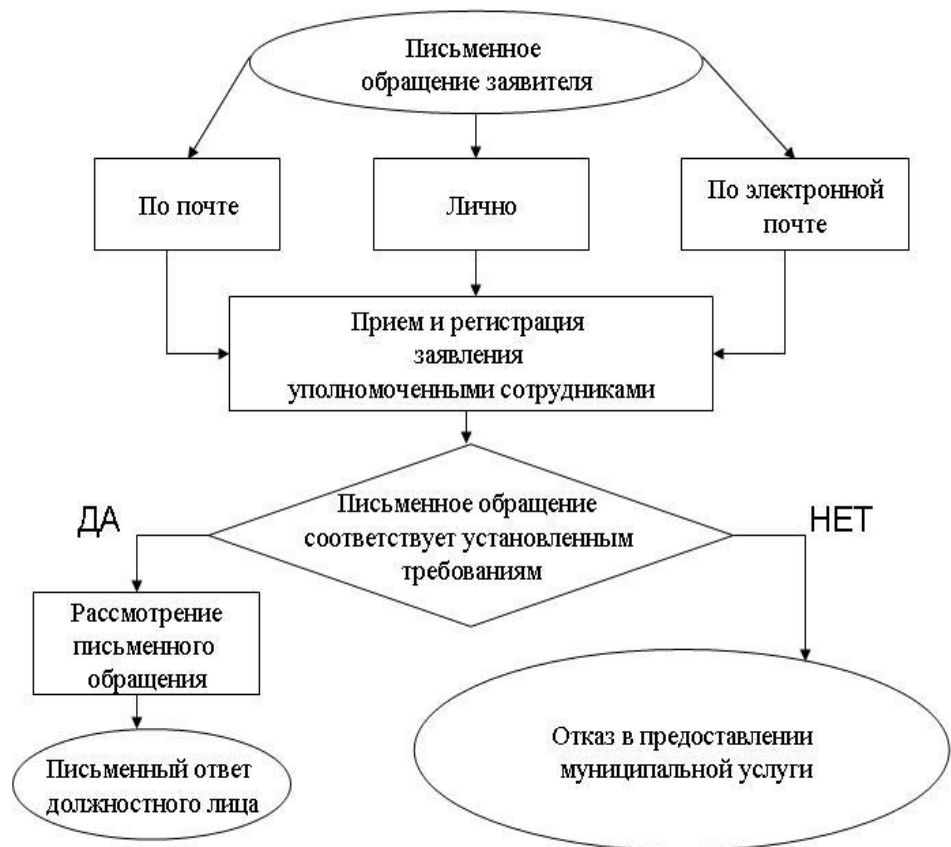 Письменное
обращение заявителя
По почте
Лично
По электронной
почте
Прием и регистрация
заявления
уполномоченными сотрудниками
Письменное обращение
соответствует установленным
требованиям
ДА
НЕТ
Рассмотрение
письменного
обращения
Отказ в предоставлении
муниципальной услуги
Письменный ответ
должностного лица